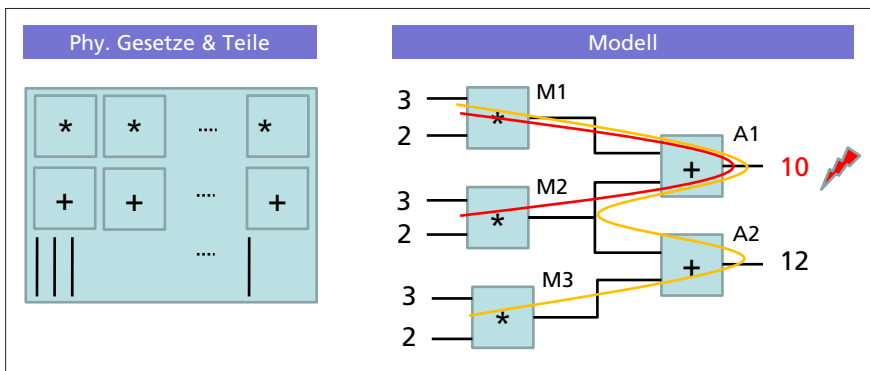 Phy. Gesetze & Teile
Modell
* * .... *
+ + .... +
....
3 M1
2 *
A1
+ 10
3 M2
2 *
A2
+ 12
3 M3
2 *